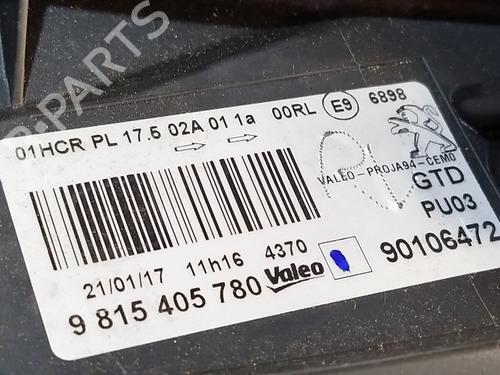 B-PARTS
01HCR PL 17.5 02A 01 1a 00RL E9 6898
VALEO-PROJA94-CEM0
GTD
PU03
90106472
21/01/17 11h16 4370
9 815 405 780 Valeo